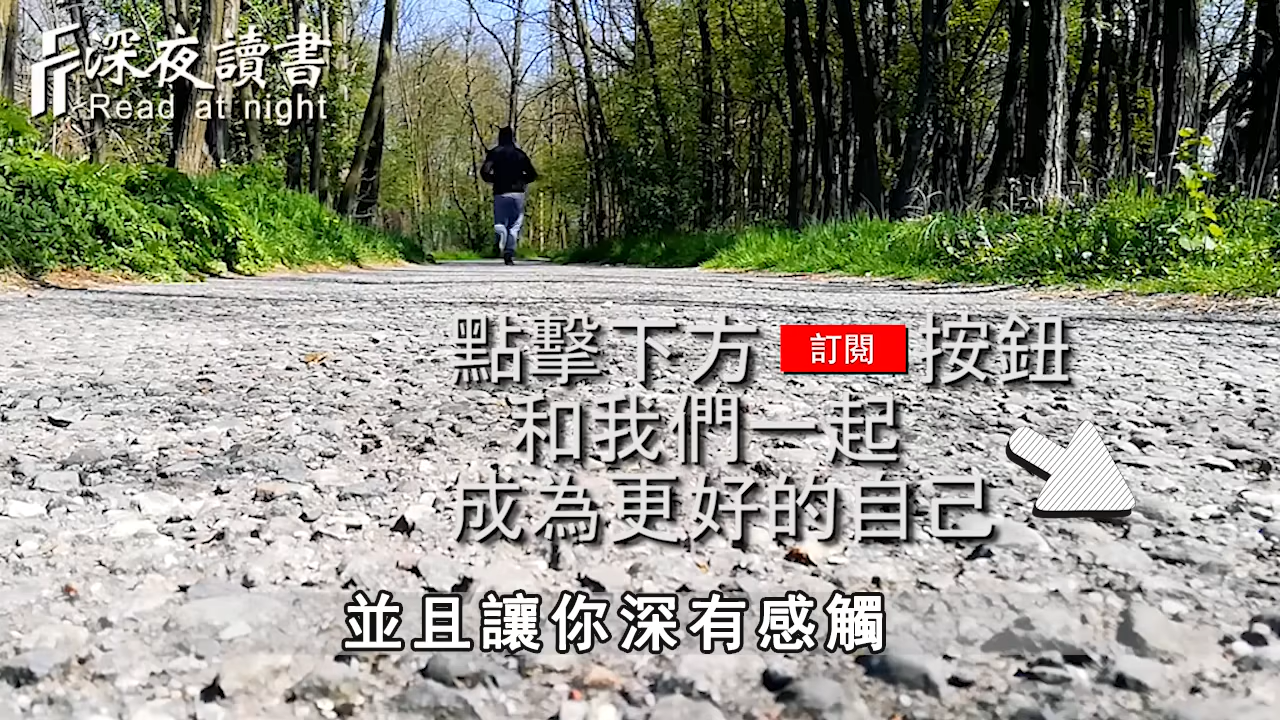 深夜讀書
Read at night
點擊下方 訂閱 按鈕
和我們一起
成為更好的自己
並且讓你深有感觸